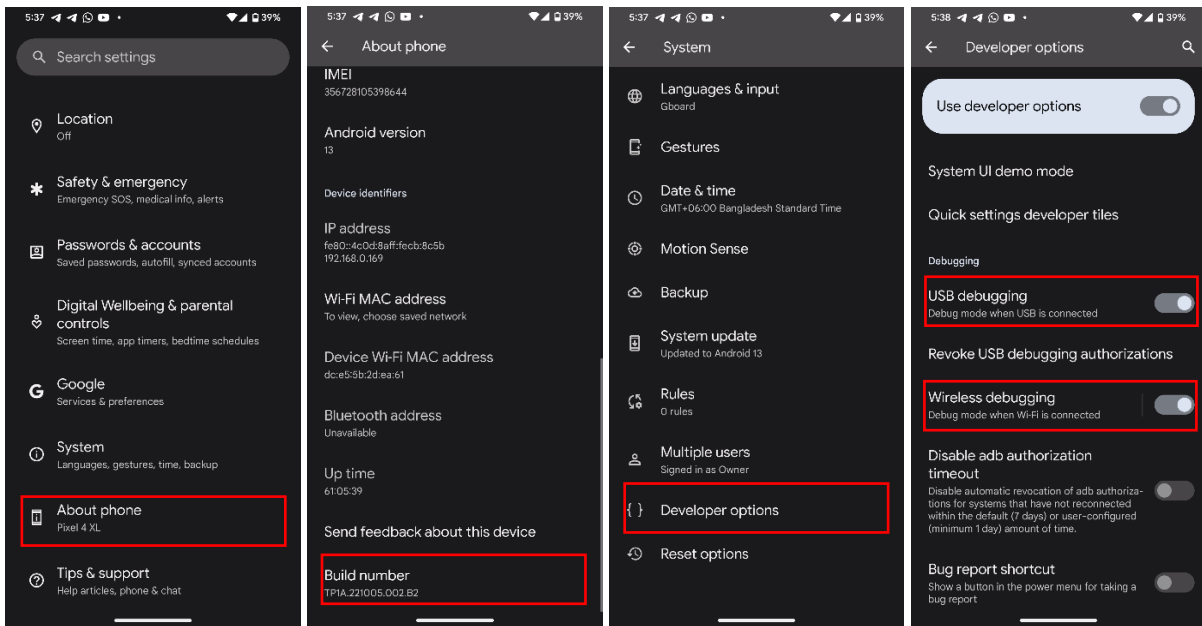 5:37
39%
Search settings
Location
Off
Safety & emergency
Emergency SOS, medical info, alerts
Passwords & accounts
Saved passwords, autofill, synced accounts
Digital Wellbeing & parental
controls
Screen time, app timers, bedtime schedules
Google
Services & preferences
System
Languages, gestures, time, backup
About phone
Pixel 4 XL
Tips & support
Help articles, phone & chat
5:37
39%
About phone
IMEI
356728105398644
Android version
13
Device identifiers
IP address
fe80::4c0d:8aff:fecb:8c5b
192.168.0.169
Wi-Fi MAC address
To view, choose saved network
Device Wi-Fi MAC address
dc:e5:5b:2d:ea:61
Bluetooth address
Unavailable
Up time
61:05:39
Send feedback about this device
Build number
TP1A.221005.002.B2
5:37
39%
System
Languages & input
Gboard
Gestures
Date & time
GMT+06:00 Bangladesh Standard Time
Motion Sense
Backup
System update
Updated to Android 13
Rules
0 rules
Multiple users
Signed in as Owner
Developer options
Reset options
5:38
39%
Developer options
Use developer options
System UI demo mode
Quick settings developer tiles
Debugging
USB debugging
Debug mode when USB is connected
Revoke USB debugging authorizations
Wireless debugging
Debug mode when Wi-Fi is connected
Disable adb authorization
timeout
Disable automatic revocation of adb authoriza-
tions for systems that have not reconnected
within the default (7 days) or user-configured
(minimum 1 day) amount of time.
Bug report shortcut
Show a button in the power menu for taking a
bug report